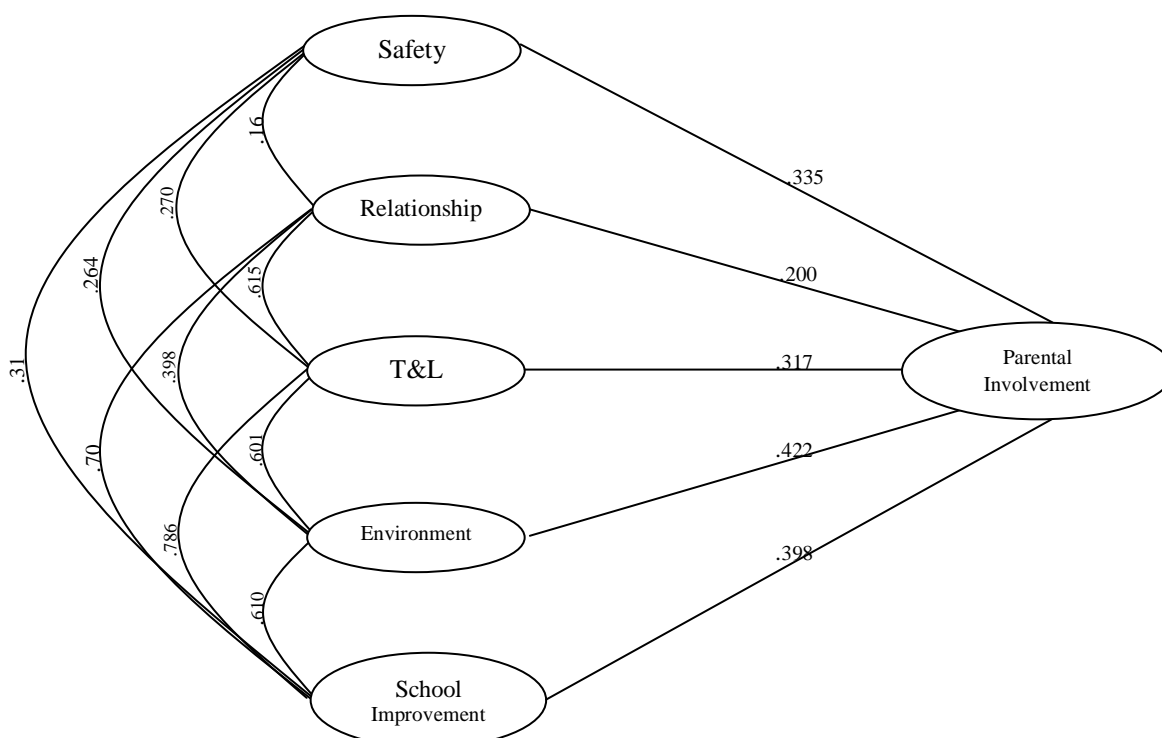 Safety
.16
.335
.270
Relationship
.264
.615
.200
.31
.398
T&L
.317
Parental
Involvement
.70
.601
.422
.786
Environment
.398
.610
School
Improvement